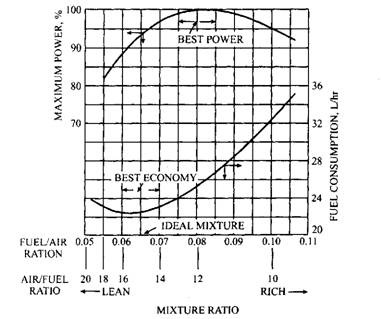 MAXIMUM POWER, %
100
90
80
70
BEST POWER
36
32
28
24
20
FUEL CONSUMPTION, L/hr
BEST ECONOMY
IDEAL MIXTURE
FUEL/AIR
RATION
0.05 0.06 0.07 0.08 0.09 0.10 0.11
AIR/FUEL
RATIO
20 18 16 14 12 10
LEAN
RICH
MIXTURE RATIO